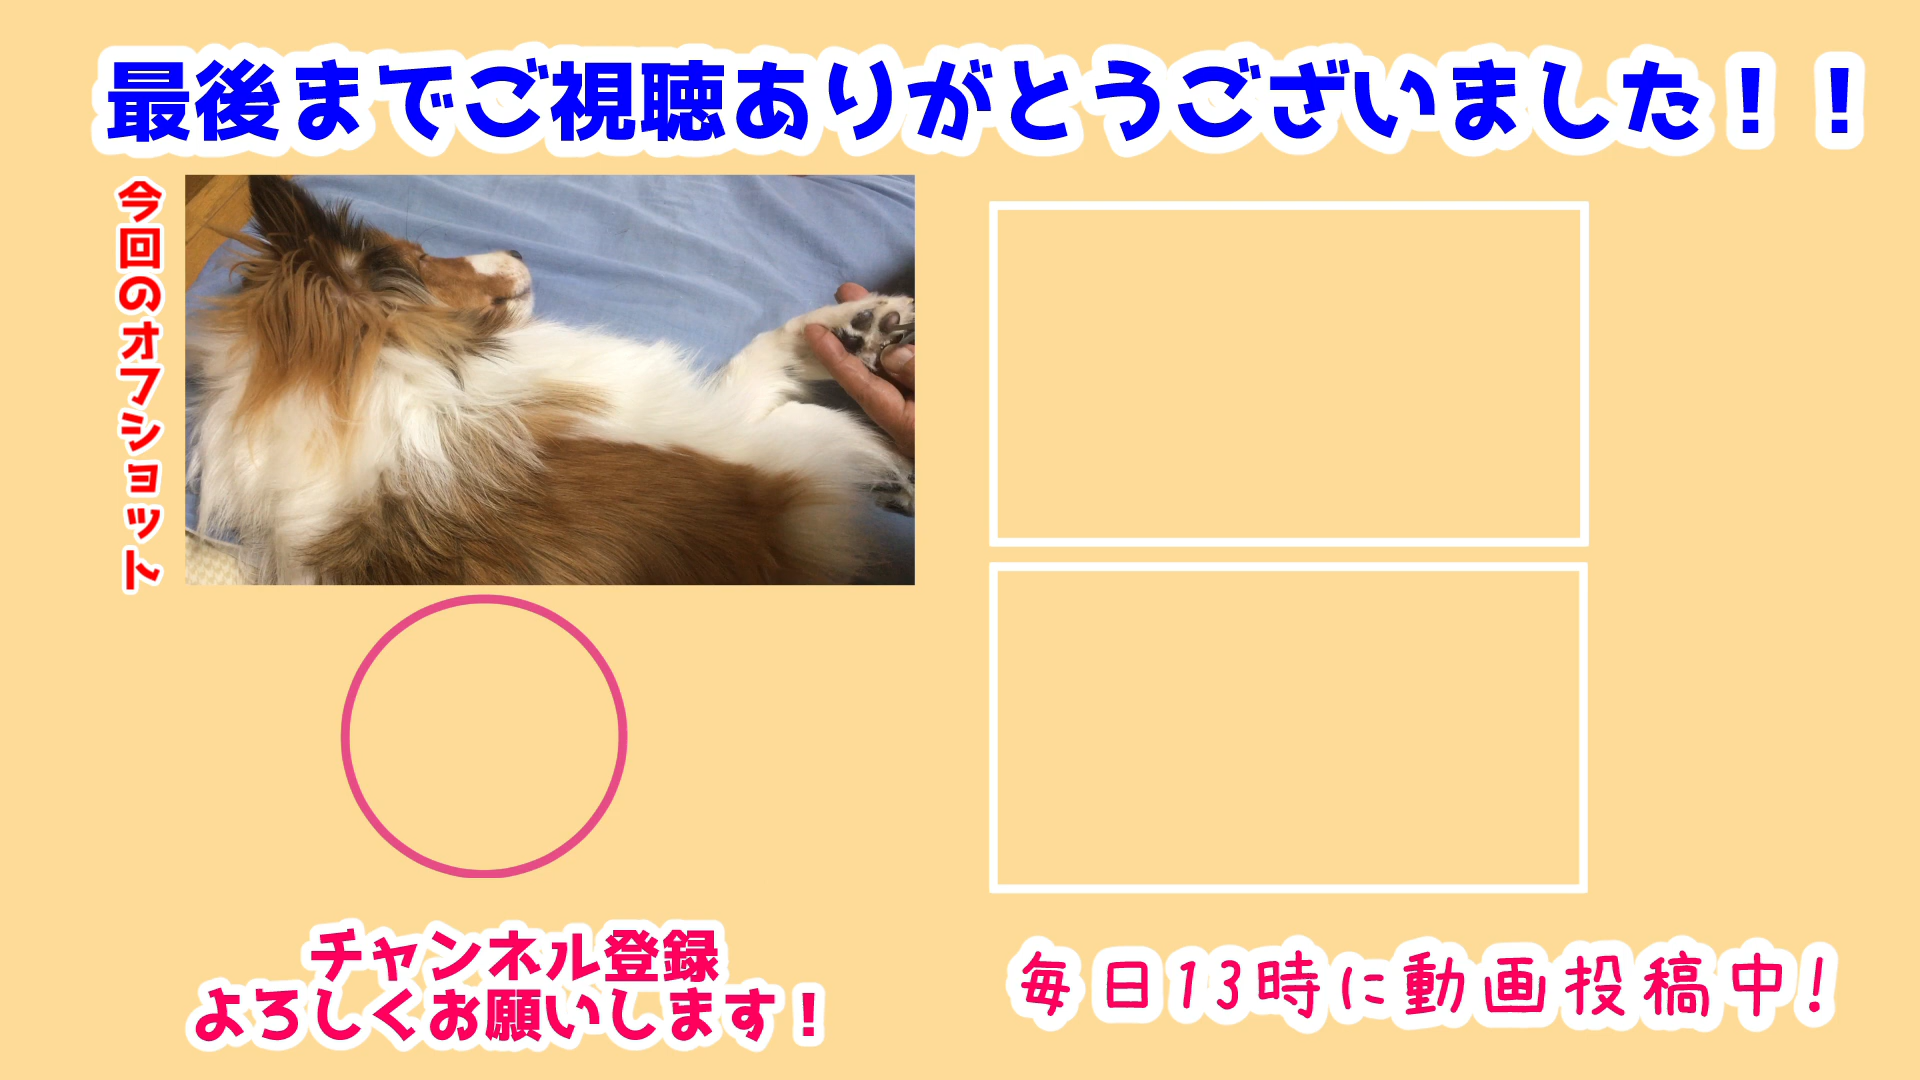 最後までご視聴ありがとうございました！！
今回のオフショット
チャンネル登録
よろしくお願いします！
毎日13時に動画投稿中！